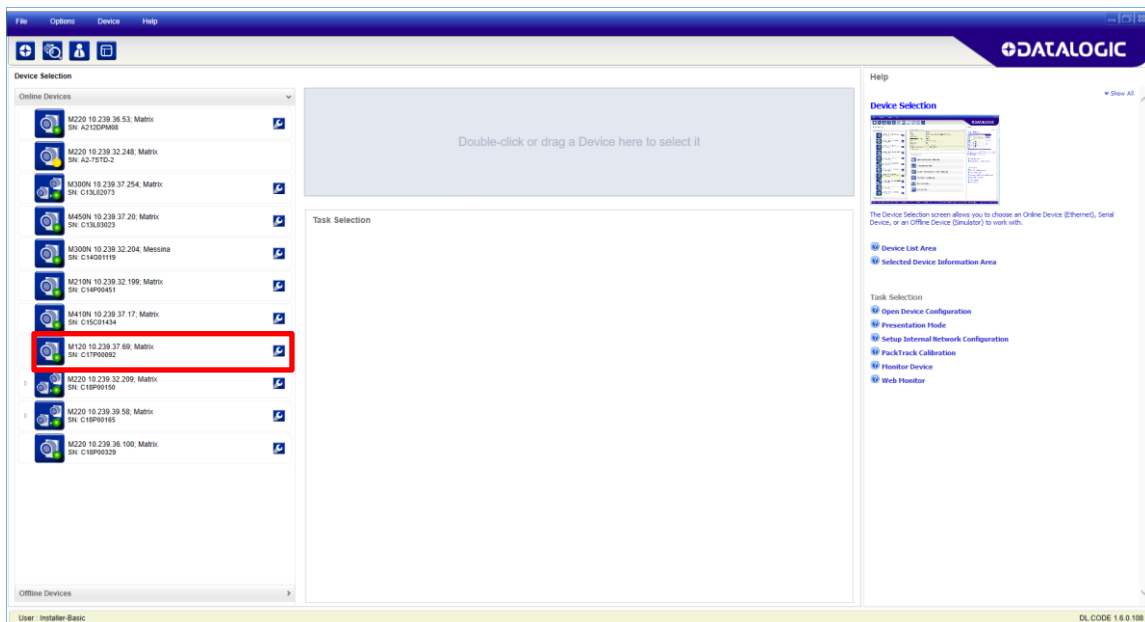 File Options Device Help
DATALOGIC
Device Selection
Online Devices
M220 10.239.36.53; Matrix
SN: A212DPM08
M220 10.239.32.248; Matrix
SN: A2-7STD-2
M300N 10.239.37.254; Matrix
SN: C13L02073
M450N 10.239.37.20; Matrix
SN: C13L03023
M300N 10.239.32.204; Messina
SN: C14G01119
M210N 10.239.32.199; Matrix
SN: C14P00451
M410N 10.239.37.17; Matrix
SN: C15C01434
M120 10.239.37.69; Matrix
SN: C17P00092
M220 10.239.32.209; Matrix
SN: C18P00150
M220 10.239.39.58; Matrix
SN: C18P00165
M220 10.239.36.100; Matrix
SN: C18P00329
Offline Devices
User : Installer-Basic
Double-click or drag a Device here to select it
Task Selection
Help
Show All
Device Selection
The Device Selection screen allows you to choose an Online Device (Ethernet), Serial
Device, or an Offline Device (Simulator) to work with.
Device List Area
Selected Device Information Area
Task Selection
Open Device Configuration
Presentation Mode
Setup Internal Network Configuration
PackTrack Calibration
Monitor Device
Web Monitor
DL.CODE 1.6.0.108